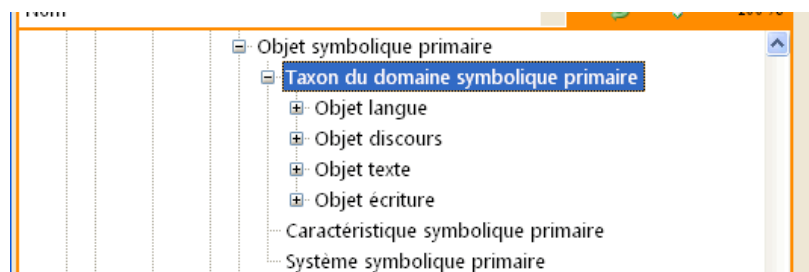 Nom
Objet symbolique primaire
Taxon du domaine symbolique primaire
Objet langue
Objet discours
Objet texte
Objet écriture
Caractéristique symbolique primaire
Système symbolique primaire